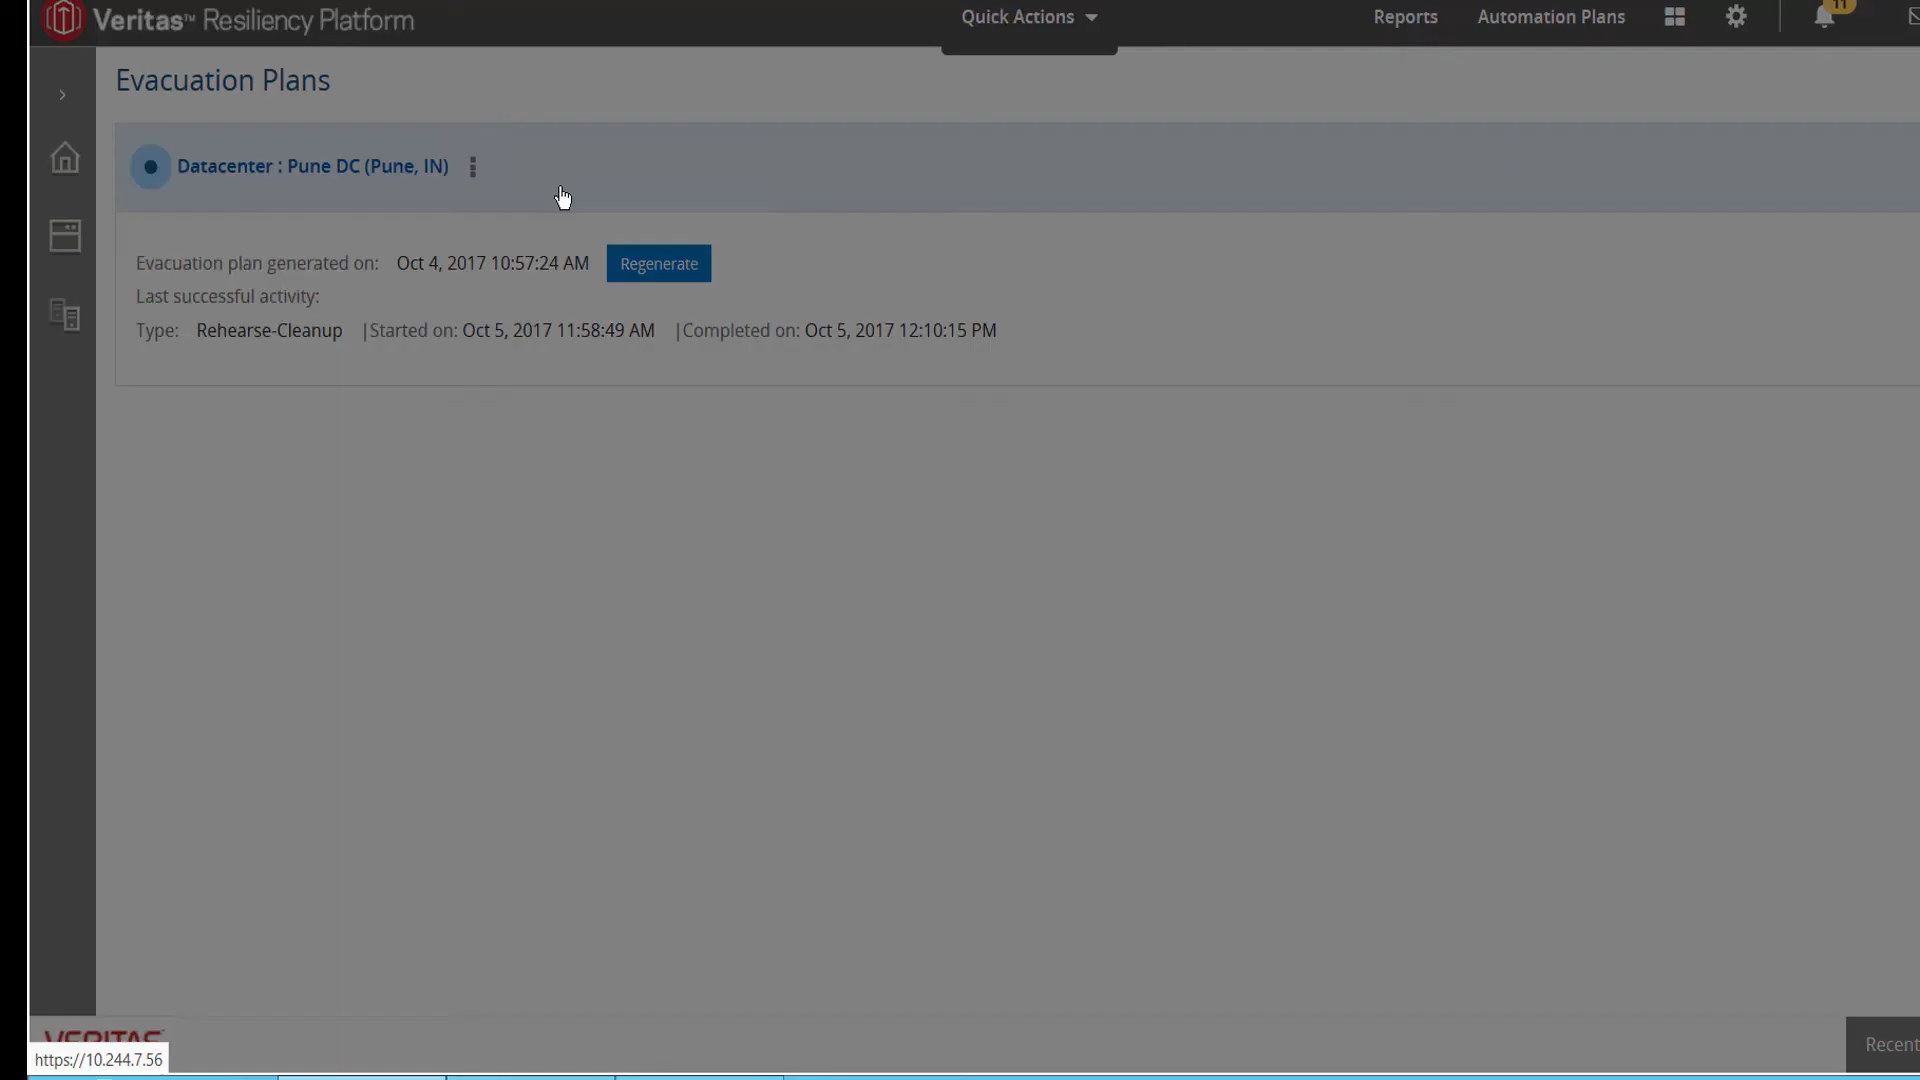 Veritas™ Resiliency Platform
Quick Actions
Reports
Automation Plans
11
Evacuation Plans
Datacenter : Pune DC (Pune, IN)
Evacuation plan generated on: Oct 4, 2017 10:57:24 AM
Regenerate
Last successful activity:
Type: Rehearse-Cleanup |Started on: Oct 5, 2017 11:58:49 AM |Completed on: Oct 5, 2017 12:10:15 PM
VERITAS
https://10.244.7.56
Recent